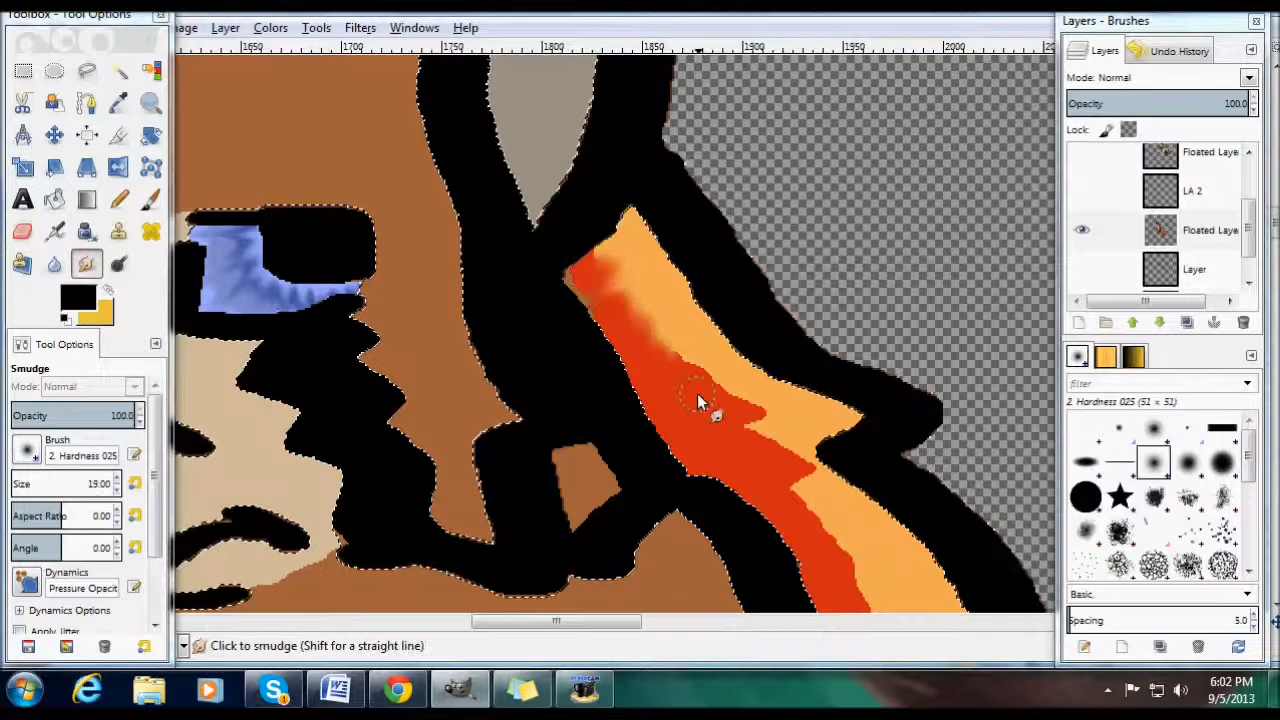 Toolbox - Tool Options
age Layer Colors Tools Filters Windows Help
Layers - Brushes
1650 1700 1750 1800 1850 1900 1950 2000
Layers Undo History
Mode: Normal
Opacity 100.0
Lock:
Floated Laye
LA 2
Floated Laye
Layer
Tool Options
Smudge
Mode: Normal
Opacity 100.0
Brush
2. Hardness 025
Size 19.00
Aspect Ratio 0.00
Angle 0.00
Dynamics
Pressure Opacit
Dynamics Options
Apply Jitter
filter
2. Hardness 025 (51 × 51)
Basic,
Spacing 5.0
Click to smudge (Shift for a straight line)
6:02 PM
9/5/2013